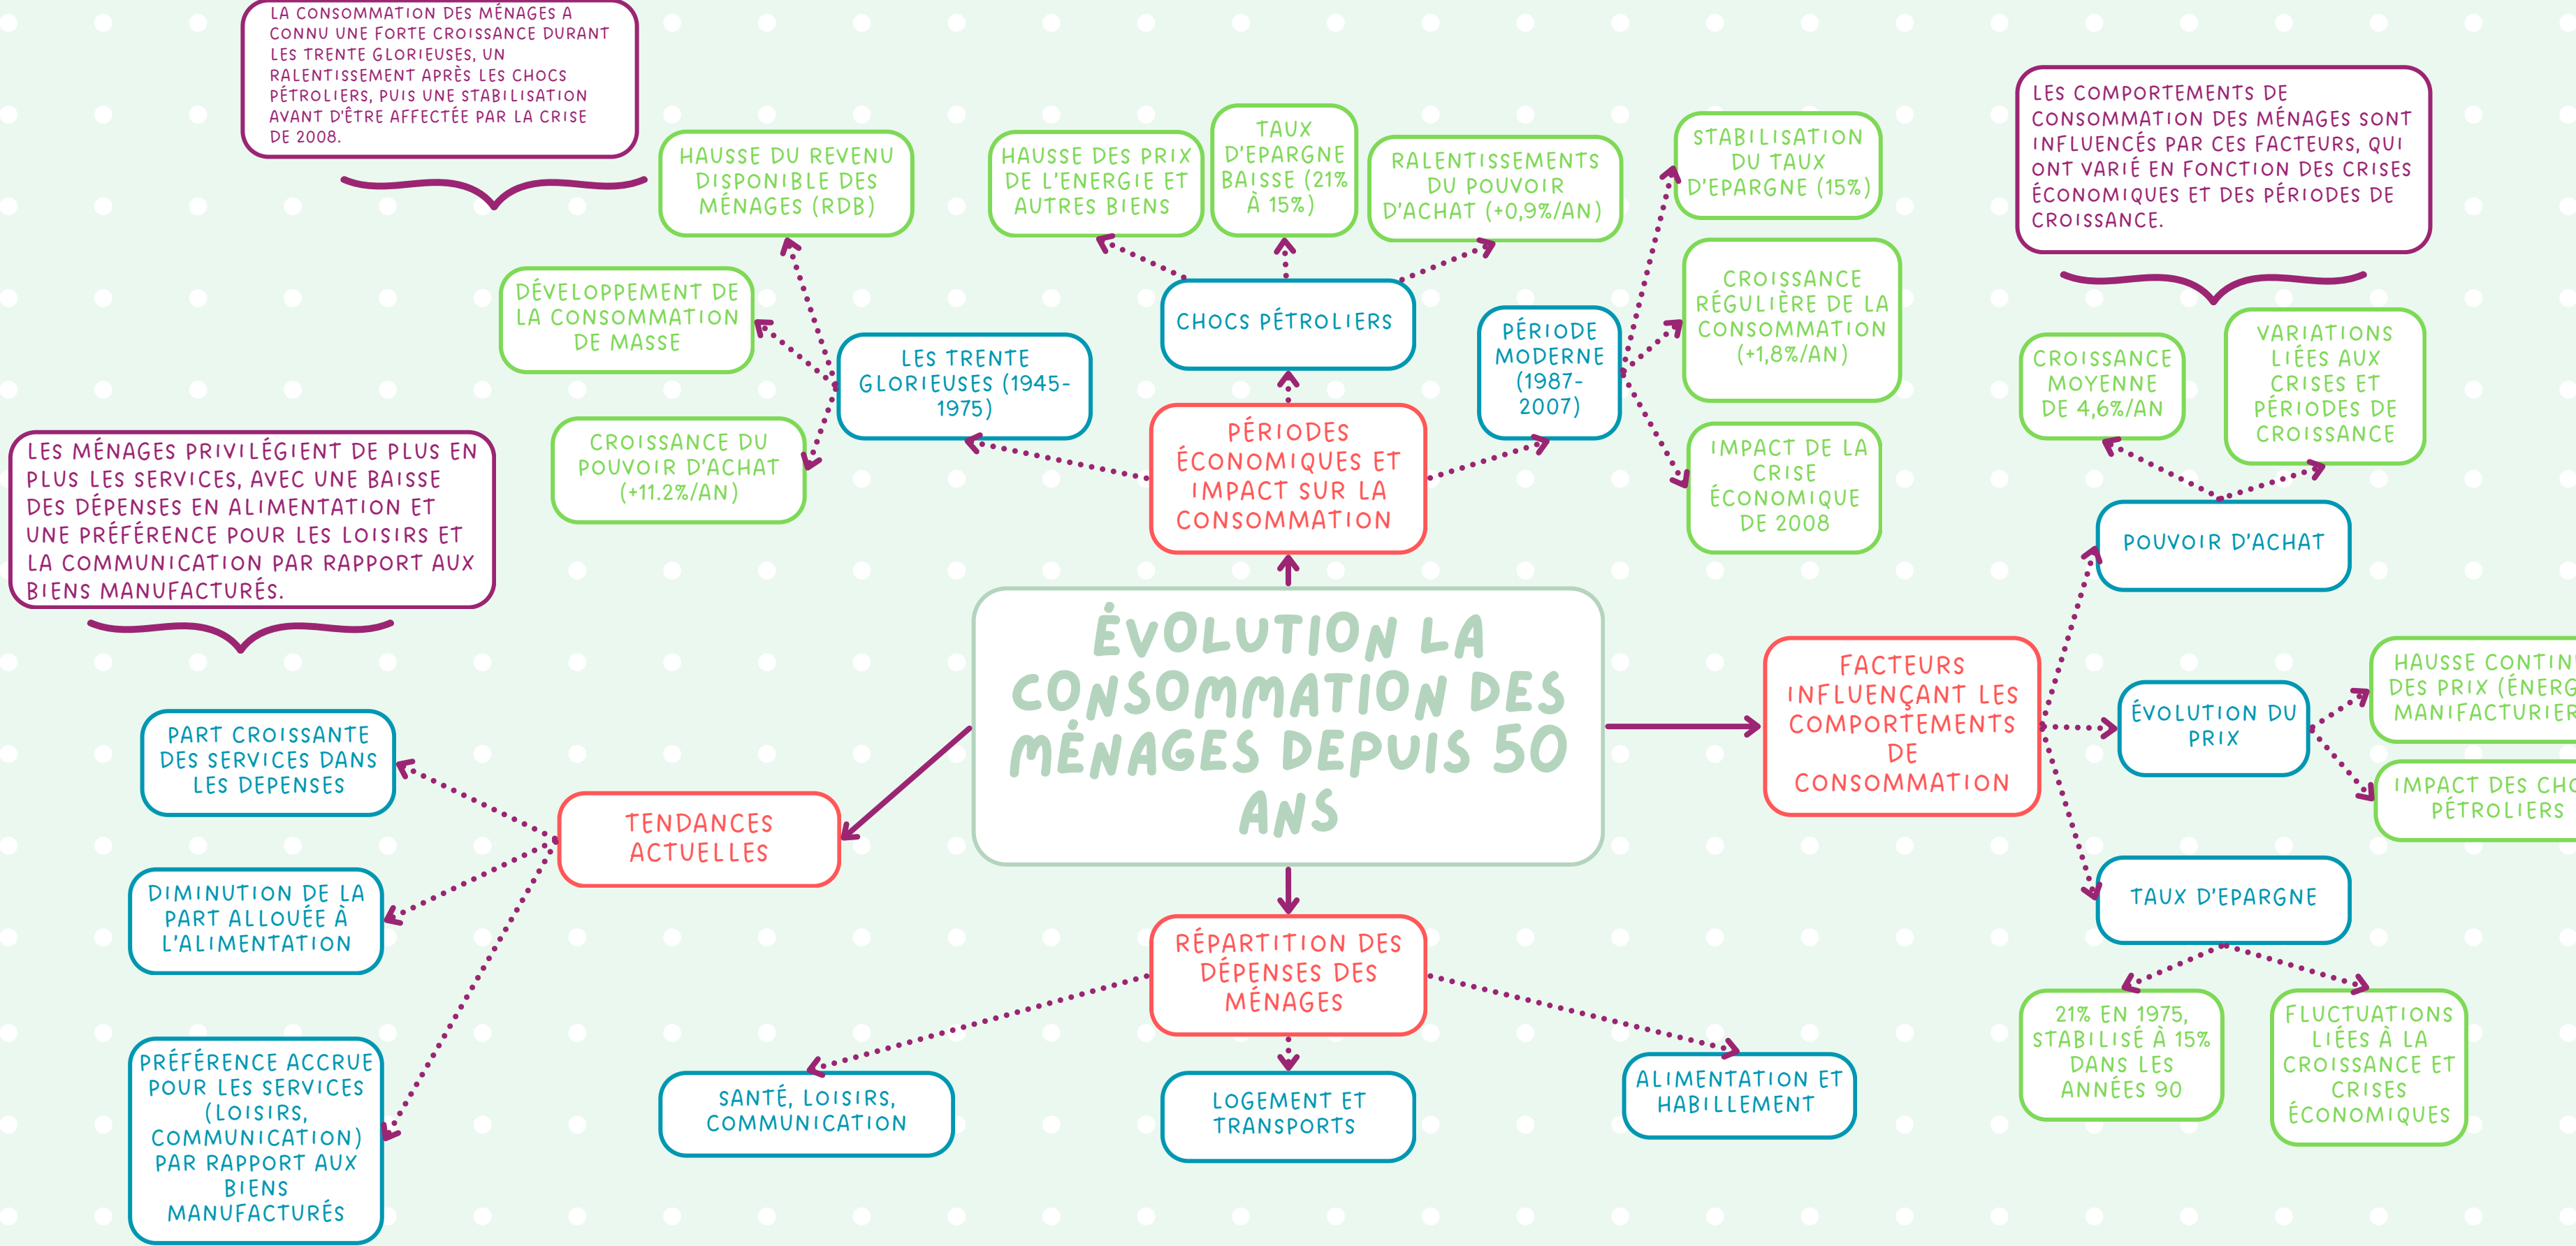 LA CONSOMMATION DES MÉNAGES A
CONNU UNE FORTE CROISSANCE DURANT
LES TRENTE GLORIEUSES, UN
RALENTISSEMENT APRÈS LES CHOCS
PÉTROLIERS, PUIS UNE STABILISATION
AVANT D'ÊTRE AFFECTÉE PAR LA CRISE
DE 2008.
HAUSSE DU REVENU
DISPONIBLE DES
MÉNAGES (RDB)
DÉVELOPPEMENT DE
LA CONSOMMATION
DE MASSE
CROISSANCE DU
POUVOIR D'ACHAT
(+11.2%/AN)
LES TRENTE
GLORIEUSES (1945-
1975)
HAUSSE DES PRIX
DE L'ENERGIE ET
AUTRES BIENS
TAUX
D'EPARGNE
BAISSE (21%
À 15%)
RALENTISSEMENTS
DU POUVOIR
D'ACHAT (+0,9%/AN)
CHOCS PÉTROLIERS
PÉRIODE
MODERNE
(1987-
2007)
STABILISATION
DU TAUX
D'EPARGNE (15%)
CROISSANCE
RÉGULIÈRE DE LA
CONSOMMATION
(+1,8%/AN)
IMPACT DE LA
CRISE
ÉCONOMIQUE
DE 2008
PÉRIODES
ÉCONOMIQUES ET
IMPACT SUR LA
CONSOMMATION
LES COMPORTEMENTS DE
CONSOMMATION DES MÉNAGES SONT
INFLUENCÉS PAR CES FACTEURS, QUI
ONT VARIÉ EN FONCTION DES CRISES
ÉCONOMIQUES ET DES PÉRIODES DE
CROISSANCE.
CROISSANCE
MOYENNE
DE 4,6%/AN
VARIATIONS
LIÉES AUX
CRISES ET
PÉRIODES DE
CROISSANCE
POUVOIR D'ACHAT
LES MÉNAGES PRIVILÉGIENT DE PLUS EN
PLUS LES SERVICES, AVEC UNE BAISSE
DES DÉPENSES EN ALIMENTATION ET
UNE PRÉFÉRENCE POUR LES LOISIRS ET
LA COMMUNICATION PAR RAPPORT AUX
BIENS MANUFACTURÉS.
ÉVOLUTION LA
CONSOMMATION DES
MÉNAGES DEPUIS 50
ANS
FACTEURS
INFLUENÇANT LES
COMPORTEMENTS
DE
CONSOMMATION
ÉVOLUTION DU
PRIX
HAUSSE
DES PRIX
IMPACT DES
PÉTROLIERS
TAUX D'EPARGNE
21% EN 1975,
STABILISÉ À 15%
DANS LES
ANNÉES 90
FLUCTUATIONS
LIÉES À LA
CROISSANCE ET
CRISES
ÉCONOMIQUES
TENDANCES
ACTUELLES
PART CROISSANTE
DES SERVICES DANS
LES DEPENSES
DIMINUTION DE LA
PART ALLOUÉE À
L'ALIMENTATION
PRÉFÉRENCE ACCRUE
POUR LES SERVICES
(LOISIRS,
COMMUNICATION)
PAR RAPPORT AUX
BIENS
MANUFACTURÉS
RÉPARTITION DES
DÉPENSES DES
MÉNAGES
SANTÉ, LOISIRS,
COMMUNICATION
LOGEMENT ET
TRANSPORTS
ALIMENTATION ET
HABILLEMENT